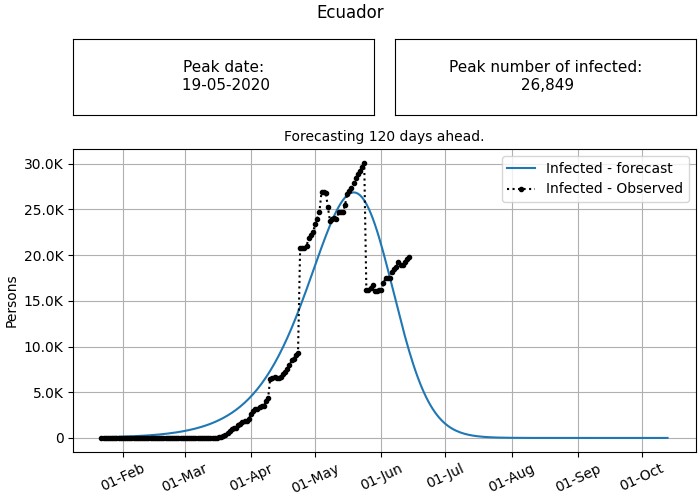 Ecuador
Peak date:
19-05-2020
Peak number of infected:
26,849
Forecasting 120 days ahead.
Infected - forecast
Infected - Observed
Persons
30.0K
25.0K
20.0K
15.0K
10.0K
5.0K
0
01-Feb
01-Mar
01-Apr
01-May
01-Jun
01-Jul
01-Aug
01-Sep
01-Oct